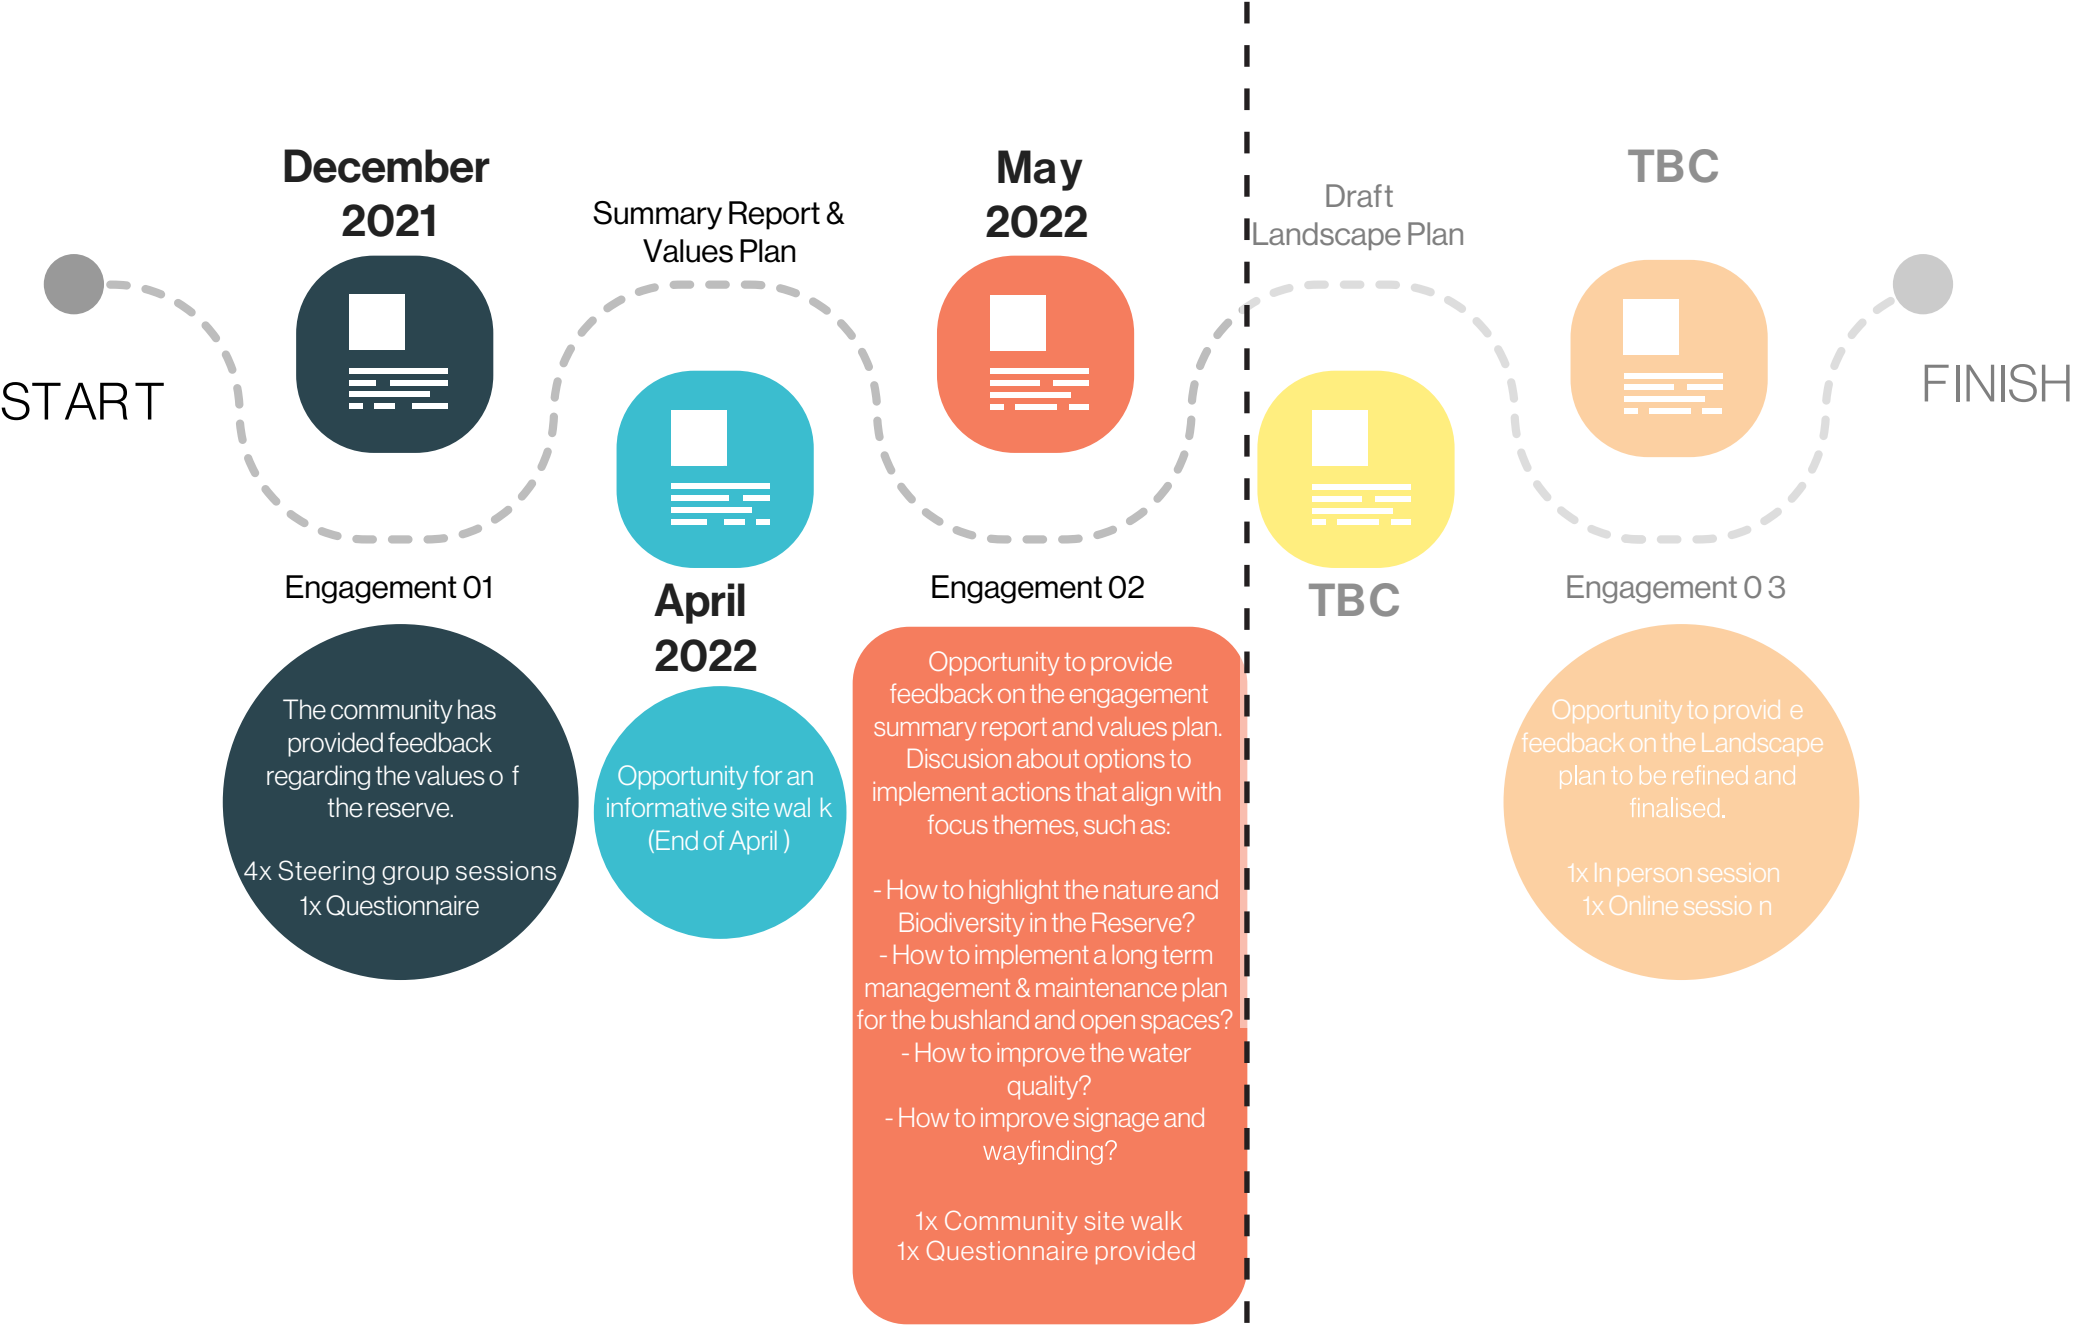 START
December
2021
Engagement 01
The community has
provided feedback
regarding the values o f
the reserve.
4x Steering group sessions
1x Questionnaire
Summary Report &
Values Plan
April
2022
Opportunity for an
informative site wal k
(End of April )
May
2022
Engagement 02
Opportunity to provide
feedback on the engagement
summary report and values plan.
Discusion about options to
implement actions that align with
focus themes, such as:
- How to highlight the nature and
Biodiversity in the Reserve?
- How to implement a long term
management & maintenance plan
for the bushland and open spaces?
- How to improve the water
quality?
- How to improve signage and
wayfinding?
1x Community site walk
1x Questionnaire provided
Draft
Landscape Plan
TBC
TBC
Engagement 0 3
Opportunity to provid e
feedback on the Landscape
plan to be refined and
finalised.
1x In person session
1x Online sessio n
FINISH